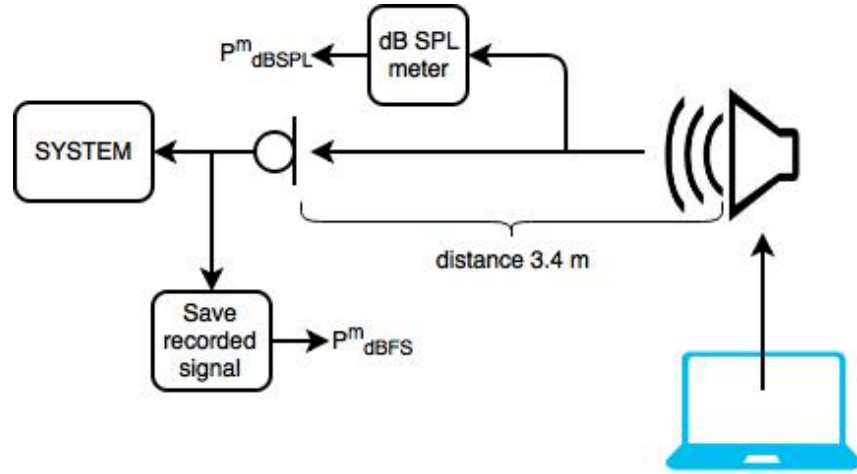 dB SPL
meter
P^m_dBSPL
SYSTEM
distance 3.4 m
Save
recorded
signal
P^m_dBFS